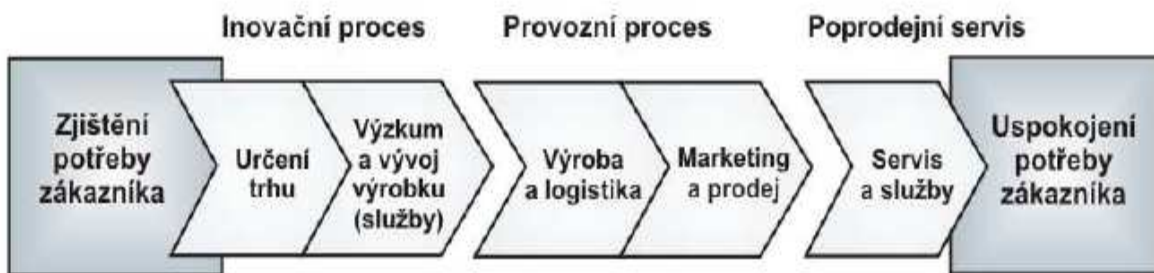 Inovační proces
Provozní proces
Poprodejní servis
Zjištění
potřeby
zákazníka
Určení
trhu
Výzkum
a vývoj
výrobku
(služby)
Výroba
a logistika
Marketing
a prodej
Servis
a služby
Uspokojení
potřeby
zákazníka